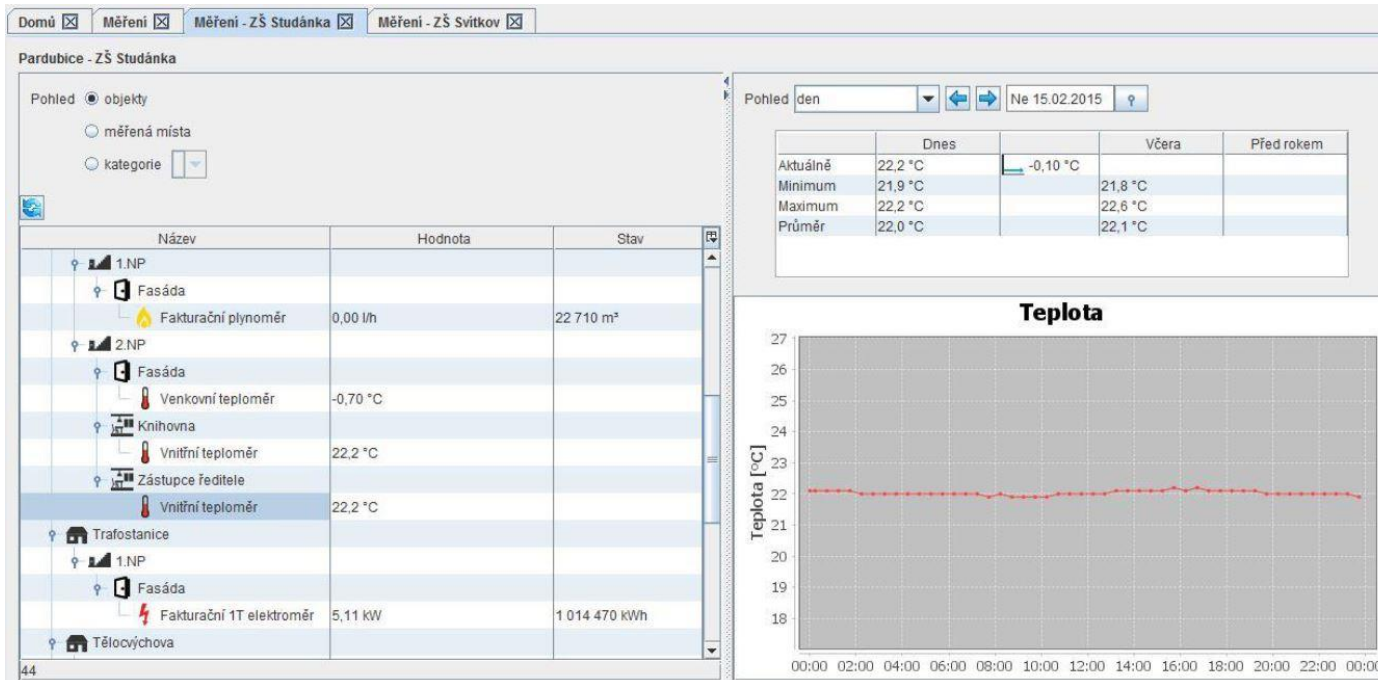 Domů Měření Měření - ZŠ Studánka Měření - ZŠ Svítkov
Pardubice - ZŠ Studánka
Pohled objekty
měřená místa
kategorie
Název Hodnota Stav
1.NP
Fasáda
Fakturační plynoměr 0,00 l/h 22 710 m³
2.NP
Fasáda
Venkovní teploměr -0,70 °C
Knihovna
Vnitřní teploměr 22,2 °C
Zástupce ředitele
Vnitřní teploměr 22,2 °C
Trafostanice
1.NP
Fasáda
Fakturační 1T elektroměr 5,11 kW 1 014 470 kWh
Tělocvýchova
44
Pohled den Ne 15.02.2015
Dnes Včera Před rokem
Aktuálně 22,2 °C -0,10 °C
Minimum 21,9 °C 21,8 °C
Maximum 22,2 °C 22,6 °C
Průměr 22,0 °C 22,1 °C
Teplota
Teplota [°C]
27
26
25
24
23
22
21
20
19
18
00:00 02:00 04:00 06:00 08:00 10:00 12:00 14:00 16:00 18:00 20:00 22:00 00:00